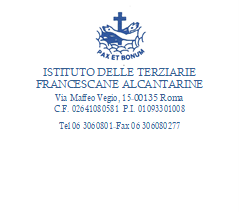 PAX ET BONUM
ISTITUTO DELLE TERZIARIE
FRANCESCANE ALCANTARINE
Via Maffeo Vegio, 15-00135 Roma
C.F. 02641080581 P.I. 01093301008
Tel 06 3060801-Fax 06 306080277